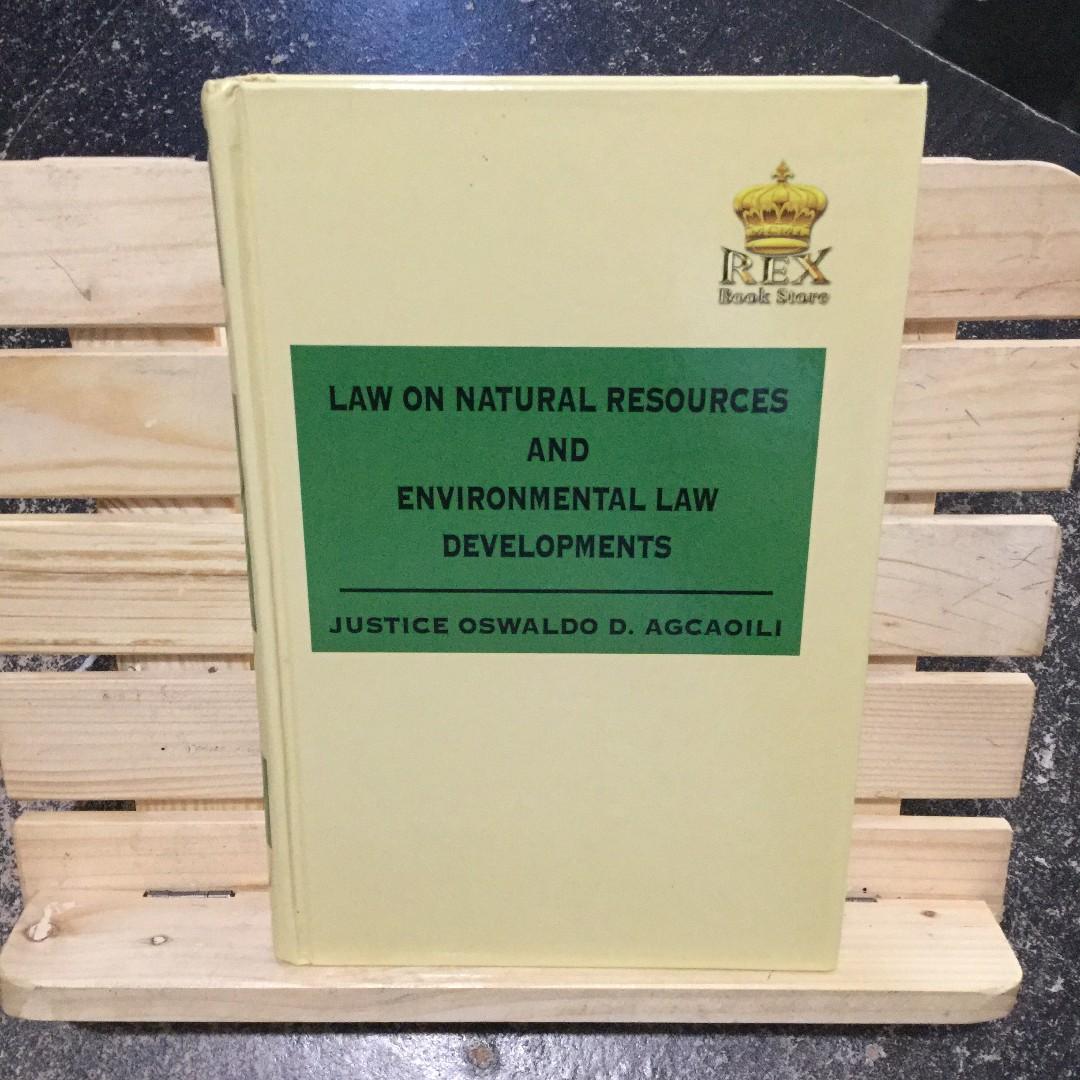 REX
Book Store
LAW ON NATURAL RESOURCES
AND
ENVIRONMENTAL LAW
DEVELOPMENTS
JUSTICE OSWALDO D. AGCAOILI